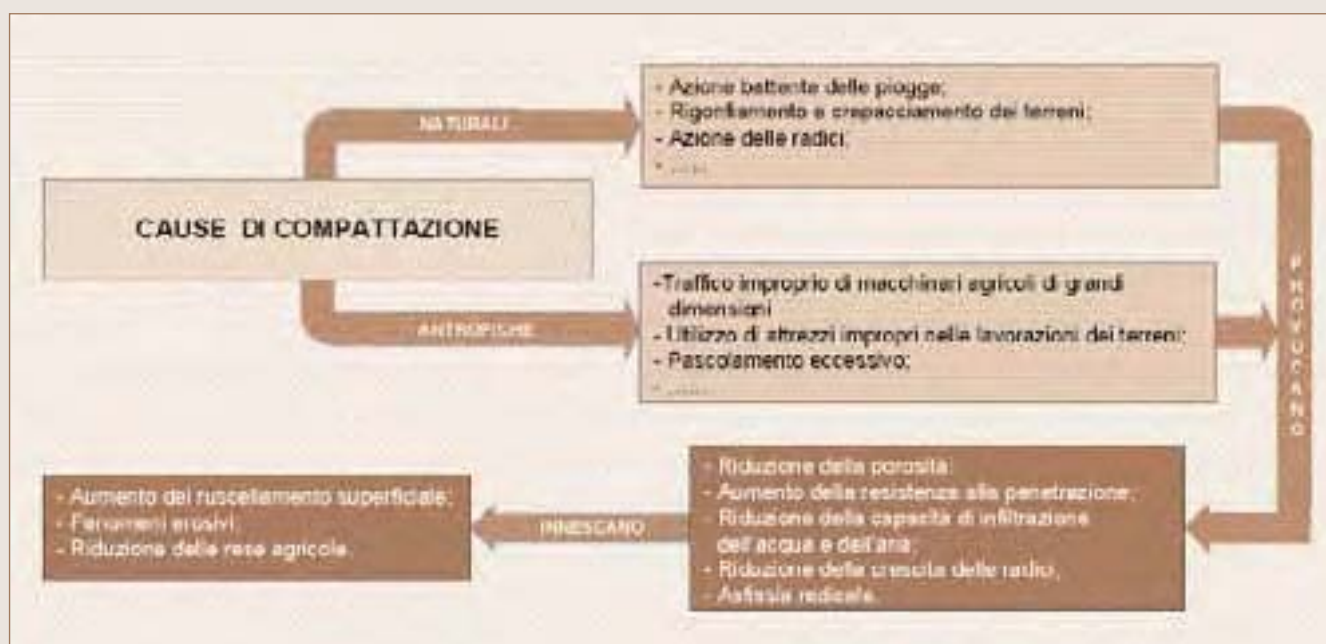 CAUSE DI COMPATTAZIONE
NATURALI
- Azione battente delle piogge;
- Rigonfiamento e crepacciamento dei terreni;
- Azione delle radici;
- ......
ANTROPICHE
-Traffico improprio di macchinari agricoli di grandi
dimensioni
- Utilizzo di attrezzi impropri nelle lavorazioni dei terreni;
- Pascolamento eccessivo;
- ......
PROVOCANO
- Riduzione della porosità;
- Aumento della resistenza alla penetrazione;
- Riduzione della capacità di infiltrazione
dell'acqua e dell'aria;
- Riduzione della crescita delle radici;
- Asfissia radicale.
INNESCANO
- Aumento del ruscellamento superficiale;
- Fenomeni erosivi;
- Riduzione delle rese agricole.